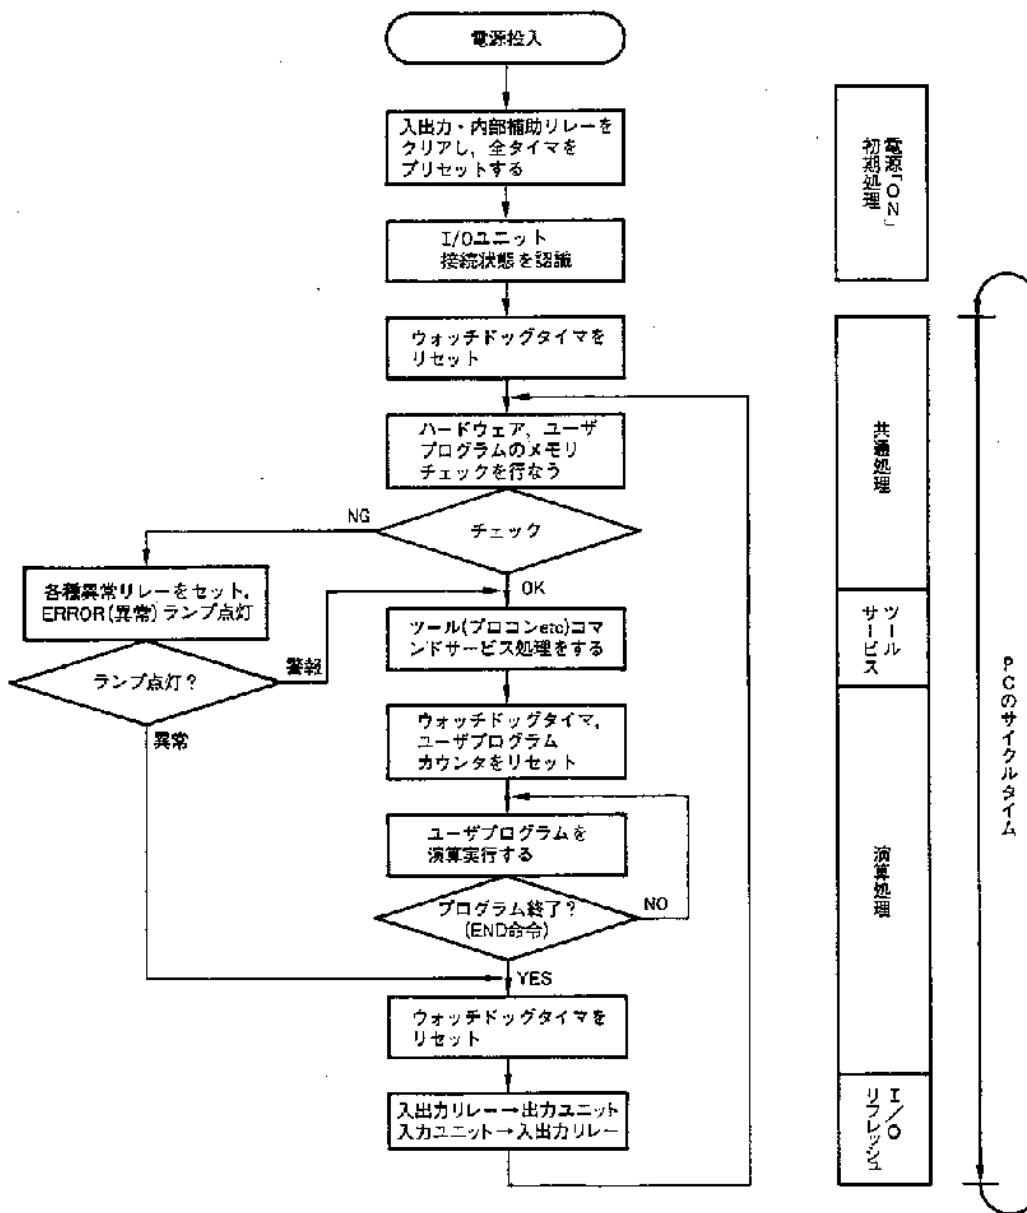 電源投入
入出力・内部補助リレーを
クリアし，全タイマを
プリセットする
I/Oユニット
接続状態を認識
ウォッチドッグタイマを
リセット
ハードウェア，ユーザ
プログラムのメモリ
チェックを行なう
チェック
NG
OK
各種異常リレーをセット，
ERROR(異常)ランプ点灯
ランプ点灯？
警報
異常
ツール(プロコンetc)コマ
ンドサービス処理をする
ウォッチドッグタイマ，
ユーザプログラム
カウンタをリセット
ユーザプログラムを
演算実行する
プログラム終了？
(END命令)
NO
YES
ウォッチドッグタイマを
リセット
入出力リレー→出力ユニット
入力ユニット→入出力リレー
電源「ON」
初期処理
共通処理
ツール
サービス
演算処理
I／O
リフレッシュ
PCのサイクルタイム